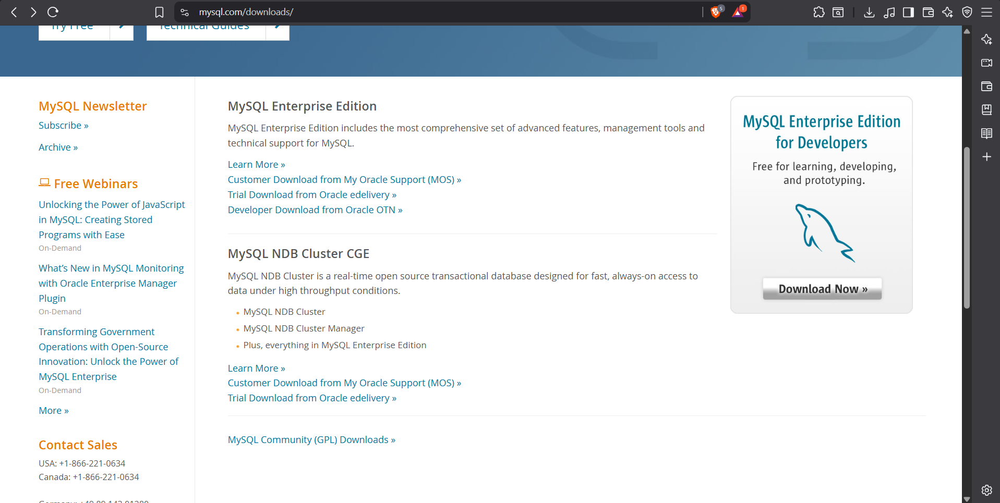 mysql.com/downloads/
5
1
Try Free
Technical Guides
MySQL Newsletter
Subscribe »
Archive »
Free Webinars
Unlocking the Power of JavaScript
in MySQL: Creating Stored
Programs with Ease
On-Demand
What’s New in MySQL Monitoring
with Oracle Enterprise Manager
Plugin
On-Demand
Transforming Government
Operations with Open-Source
Innovation: Unlock the Power of
MySQL Enterprise
On-Demand
More »
Contact Sales
USA: +1-866-221-0634
Canada: +1-866-221-0634
Germany: +49 89 143 01280
MySQL Enterprise Edition
MySQL Enterprise Edition includes the most comprehensive set of advanced features, management tools and
technical support for MySQL.
Learn More »
Customer Download from My Oracle Support (MOS) »
Trial Download from Oracle edelivery »
Developer Download from Oracle OTN »
MySQL NDB Cluster CGE
MySQL NDB Cluster is a real-time open source transactional database designed for fast, always-on access to
data under high throughput conditions.
• MySQL NDB Cluster
• MySQL NDB Cluster Manager
• Plus, everything in MySQL Enterprise Edition
Learn More »
Customer Download from My Oracle Support (MOS) »
Trial Download from Oracle edelivery »
MySQL Community (GPL) Downloads »
MySQL Enterprise Edition
for Developers
Free for learning, developing,
and prototyping.
Download Now »